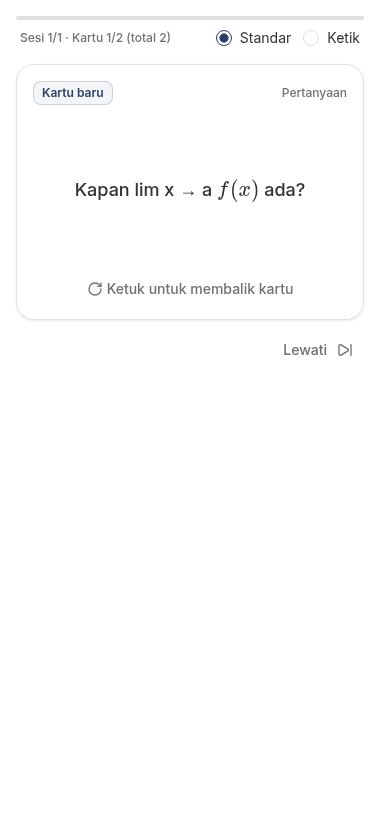 Sesi 1/1 · Kartu 1/2 (total 2)
Standar
Ketik
Kartu baru
Pertanyaan
Kapan lim x → a f(x) ada?
Ketuk untuk membalik kartu
Lewati